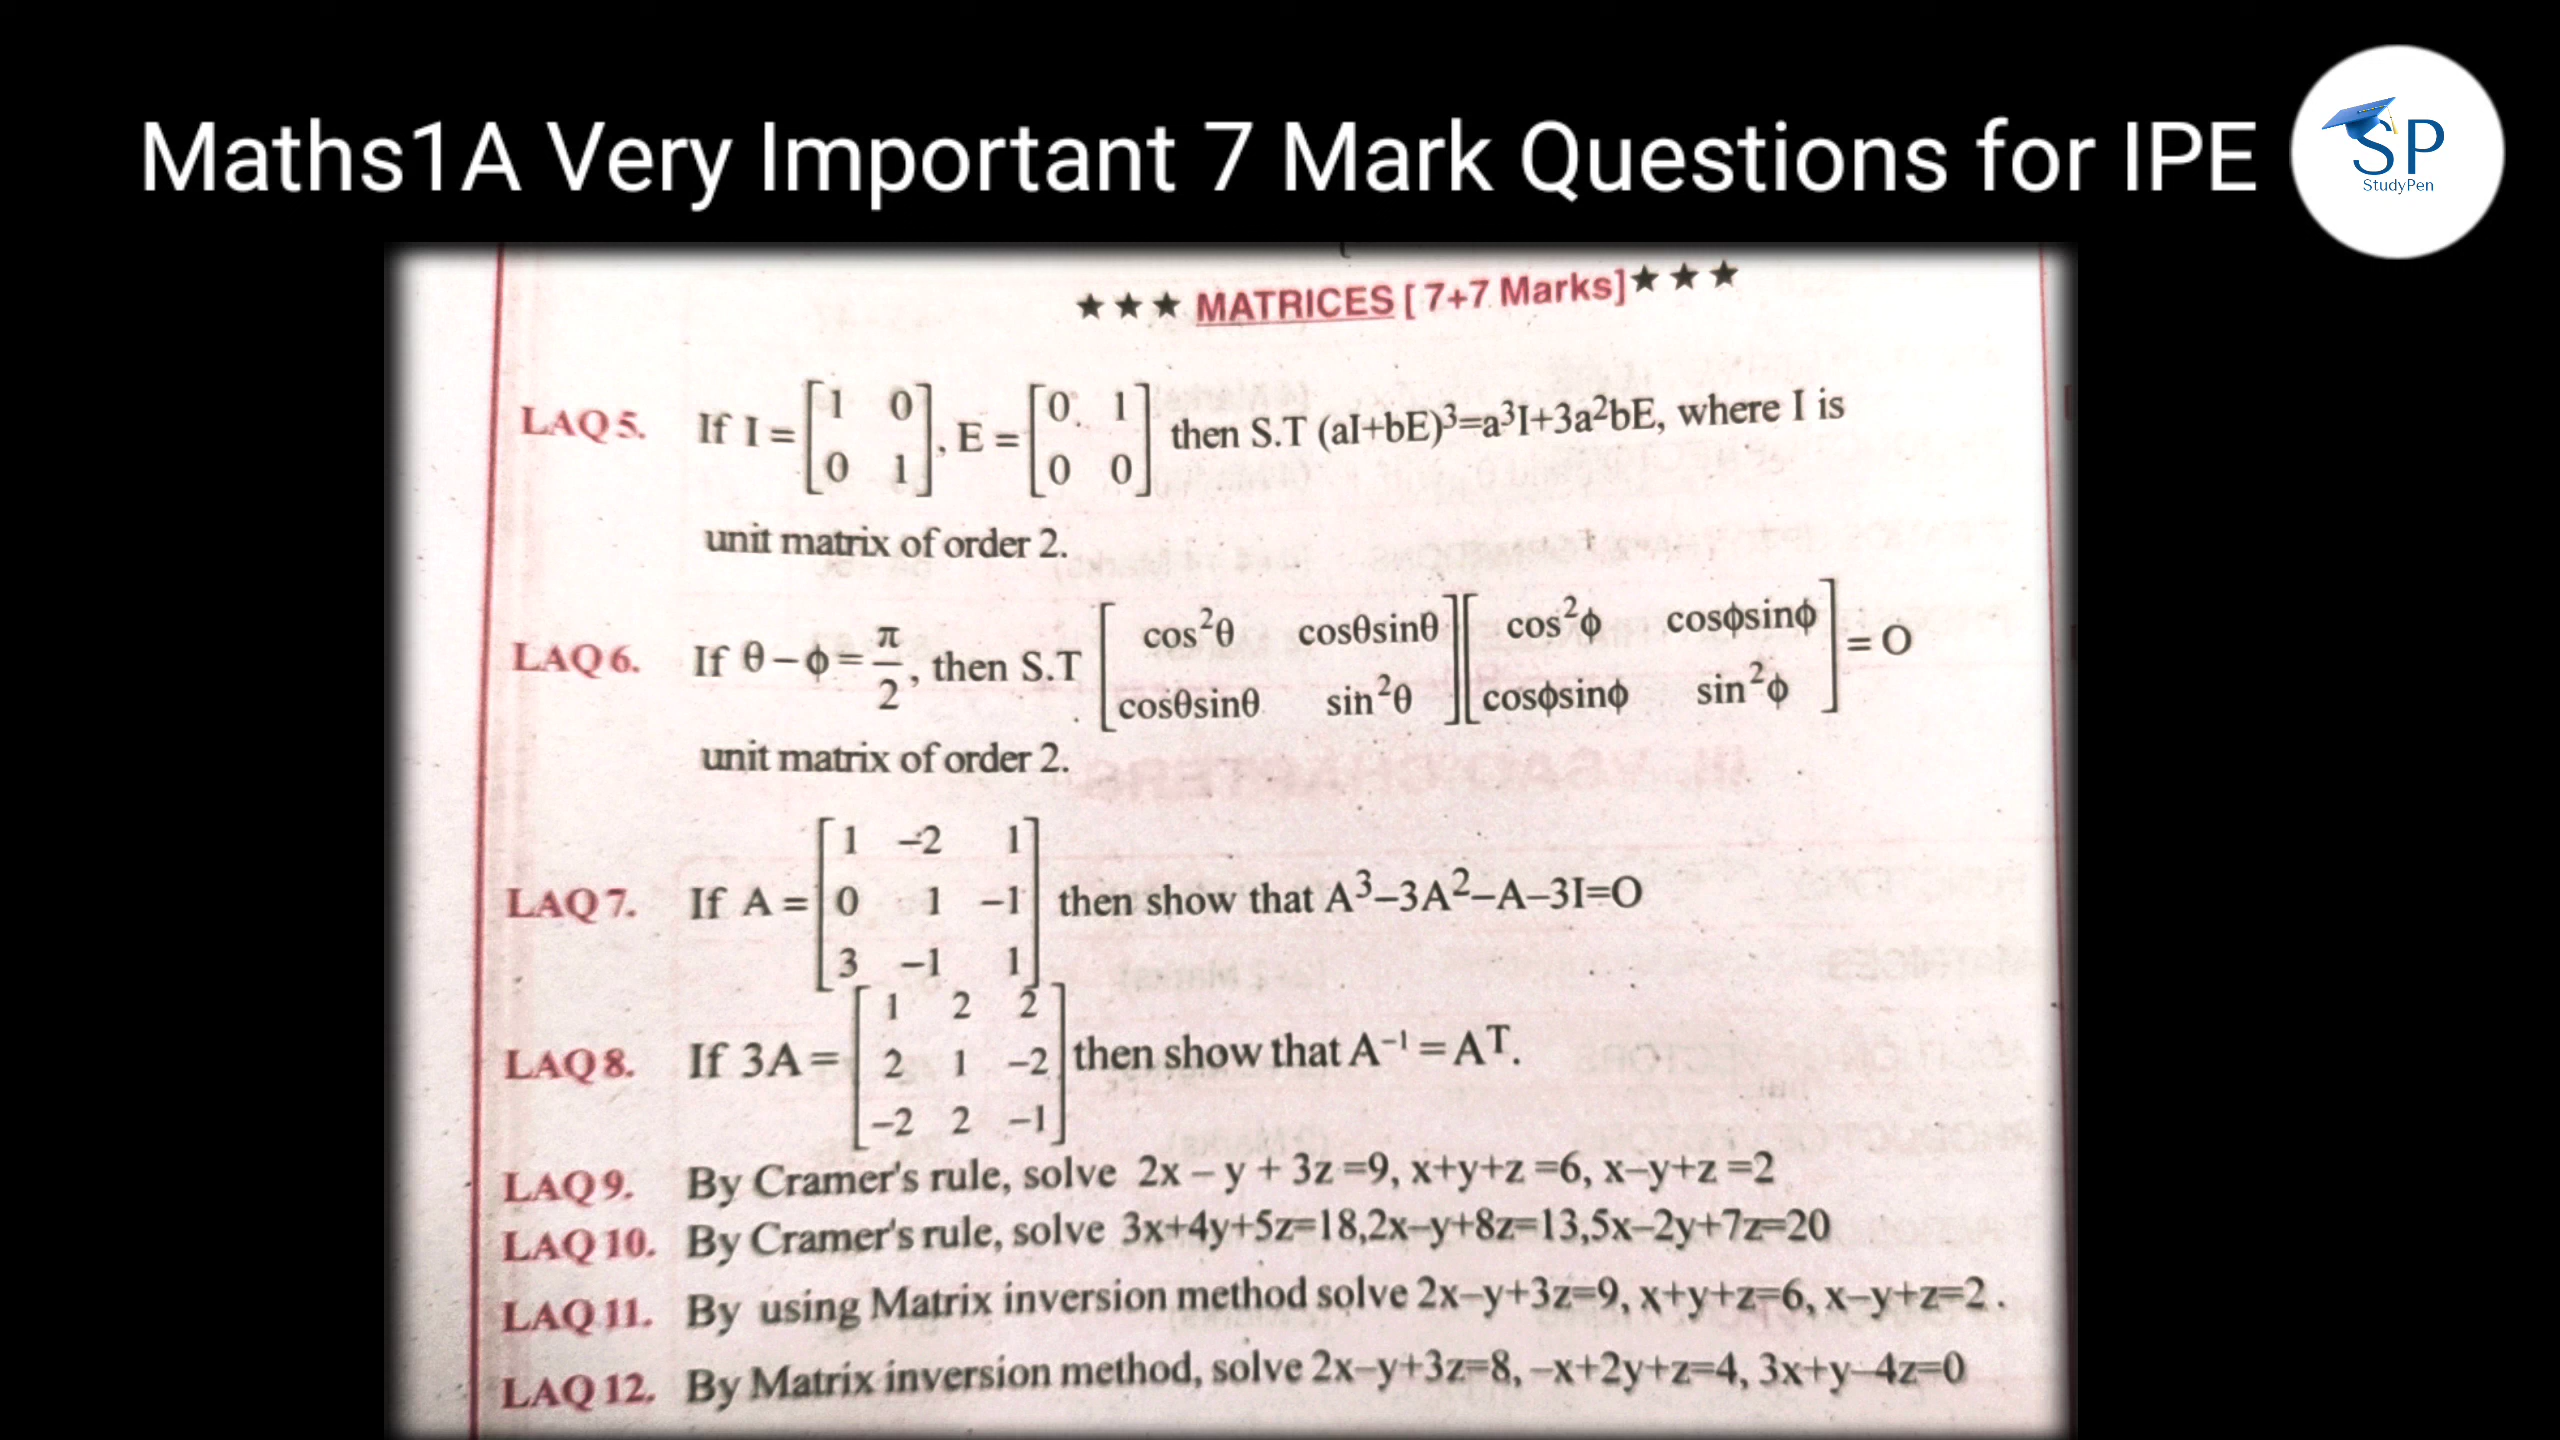 Maths1A Very Important 7 Mark Questions for IPE
SP
StudyPen
★★★ MATRICES [ 7+7 Marks] ★★★
LAQ 5. If I = [1 0; 0 1], E = [0 1; 0 0] then S.T (aI+bE)³=a³I+3a²bE, where I is
unit matrix of order 2.
LAQ 6. If θ−ϕ=π/2, then S.T [cos²θ cosθsinθ; cosθsinθ sin²θ][cos²ϕ cosϕsinϕ; cosϕsinϕ sin²ϕ] = O
unit matrix of order 2.
LAQ 7. If A = [1 −2 1; 0 1 −1; 3 −1 1] then show that A³−3A²−A−3I=O
LAQ 8. If 3A = [1 2 2; 2 1 −2; −2 2 −1] then show that A⁻¹ = Aᵀ.
LAQ 9. By Cramer's rule, solve 2x – y + 3z =9, x+y+z =6, x–y+z =2
LAQ 10. By Cramer's rule, solve 3x+4y+5z=18,2x–y+8z=13,5x–2y+7z=20
LAQ 11. By using Matrix inversion method solve 2x–y+3z=9, x+y+z=6, x–y+z=2 .
LAQ 12. By Matrix inversion method, solve 2x–y+3z=8, –x+2y+z=4, 3x+y–4z=0